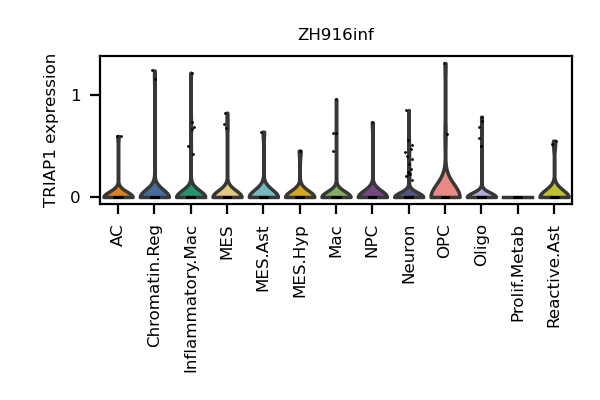 ZH916inf
TRIAP1 expression
1
0
AC
Chromatin.Reg
Inflammatory.Mac
MES
MES.Ast
MES.Hyp
Mac
NPC
Neuron
OPC
Oligo
Prolif.Metab
Reactive.Ast